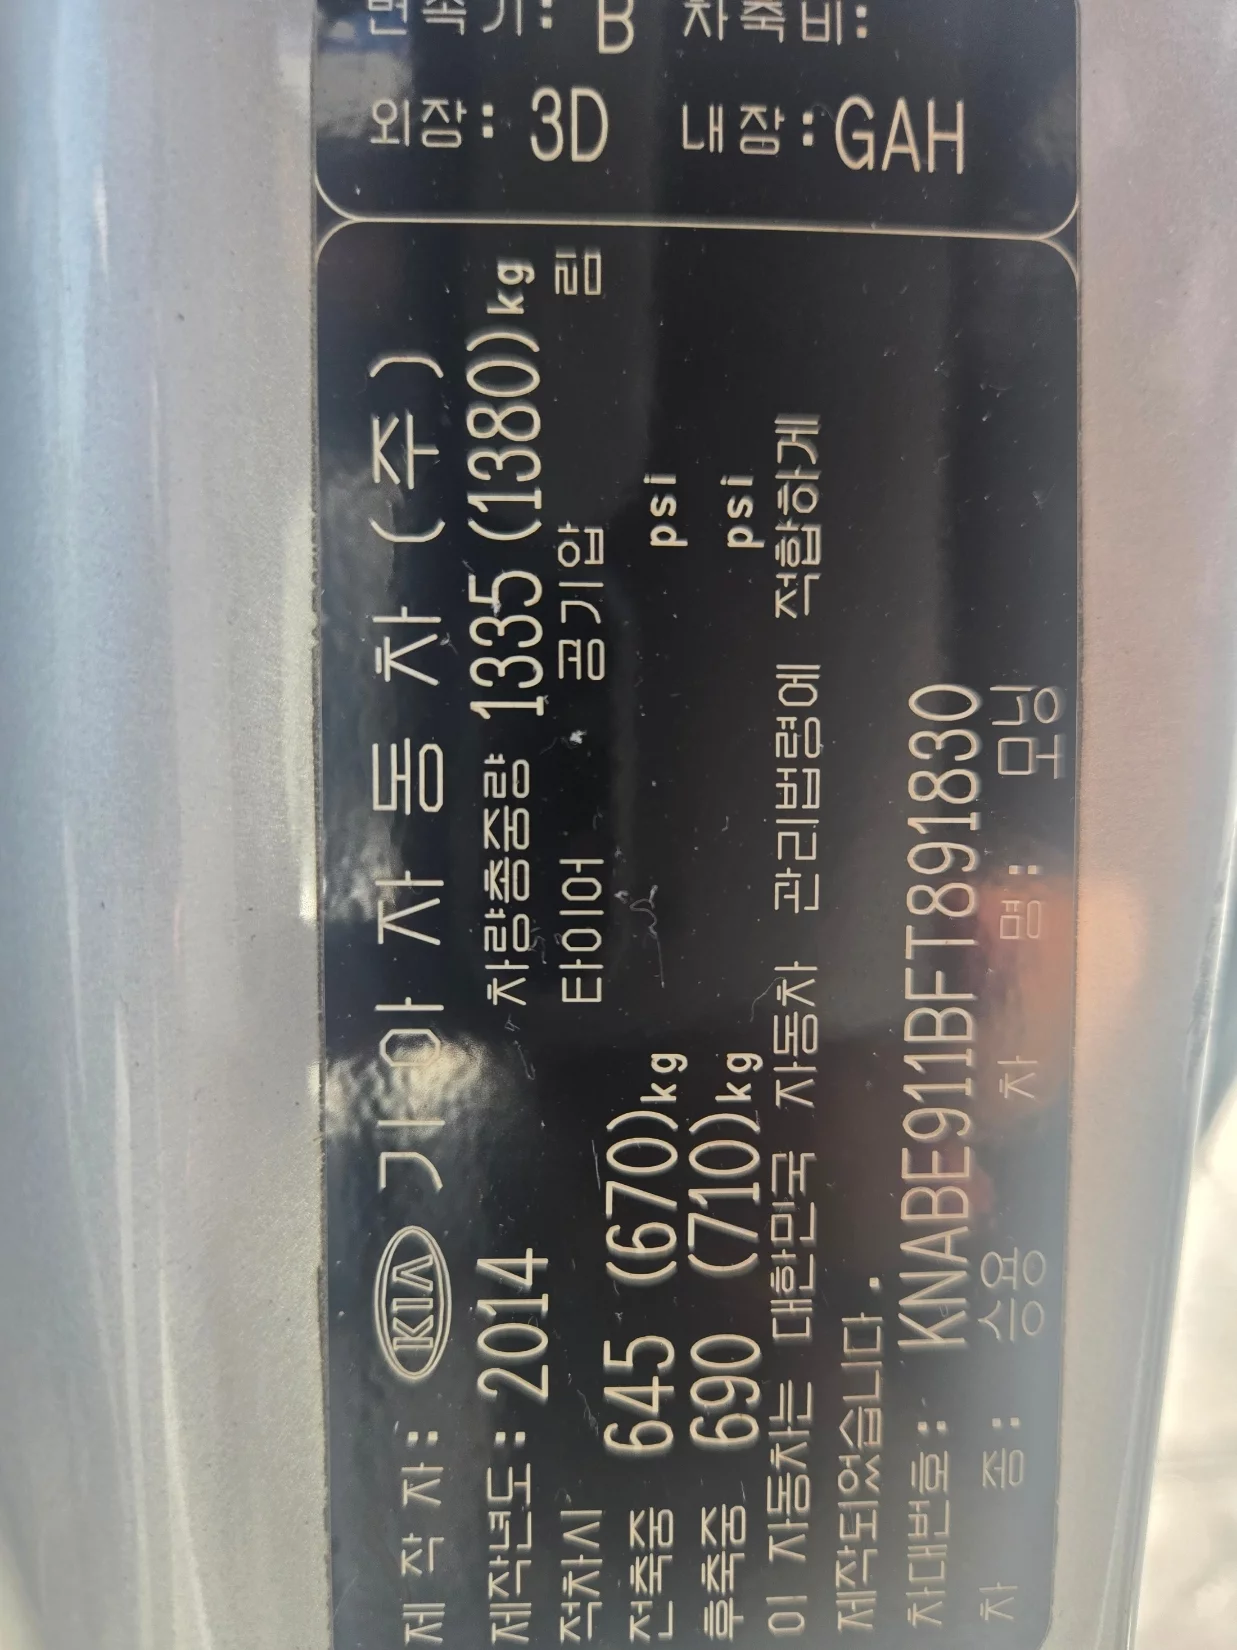 변속기: B 차축비:
외장: 3D 내장: GAH
제 작 자: KIA 기아자동차(주)
제작년도: 2014 차량총중량 1335 (1380)kg
적차시 타이어 공기압 림
전축중 645 (670)kg psi
후축중 690 (710)kg psi
이 자동차는 대한민국 자동차 관리법령에 적합하게
제작되었습니다.
차대번호: KNABE911BFT891830
차 종: 승용 차 명: 모닝